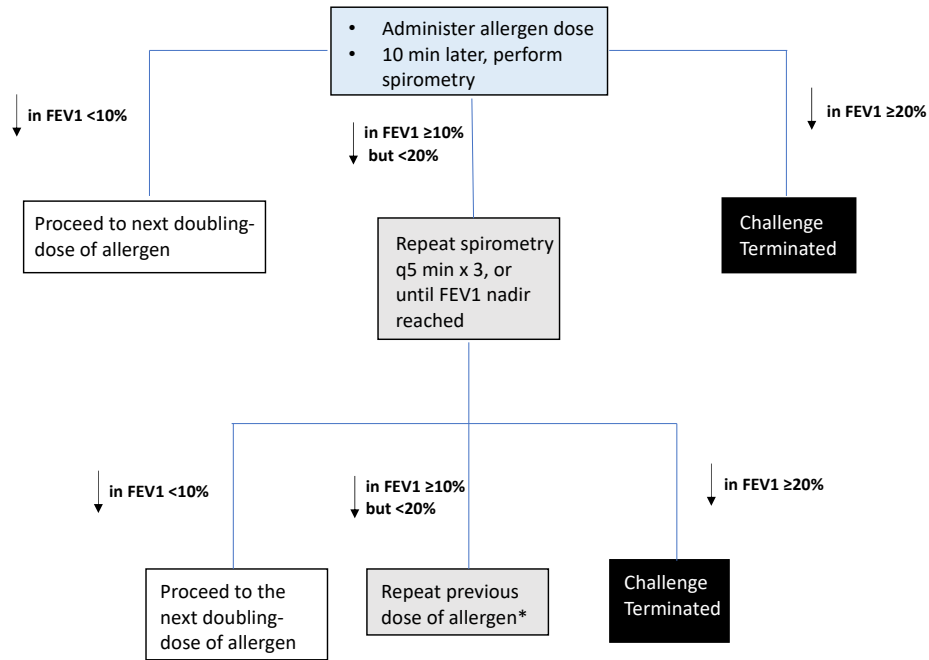 • Administer allergen dose
• 10 min later, perform
spirometry
in FEV1 <10%
in FEV1 ≥10%
but <20%
in FEV1 ≥20%
Proceed to next doubling-
dose of allergen
Repeat spirometry
q5 min x 3, or
until FEV1 nadir
reached
Challenge
Terminated
in FEV1 <10%
in FEV1 ≥10%
but <20%
in FEV1 ≥20%
Proceed to the
next doubling-
dose of allergen
Repeat previous
dose of allergen*
Challenge
Terminated